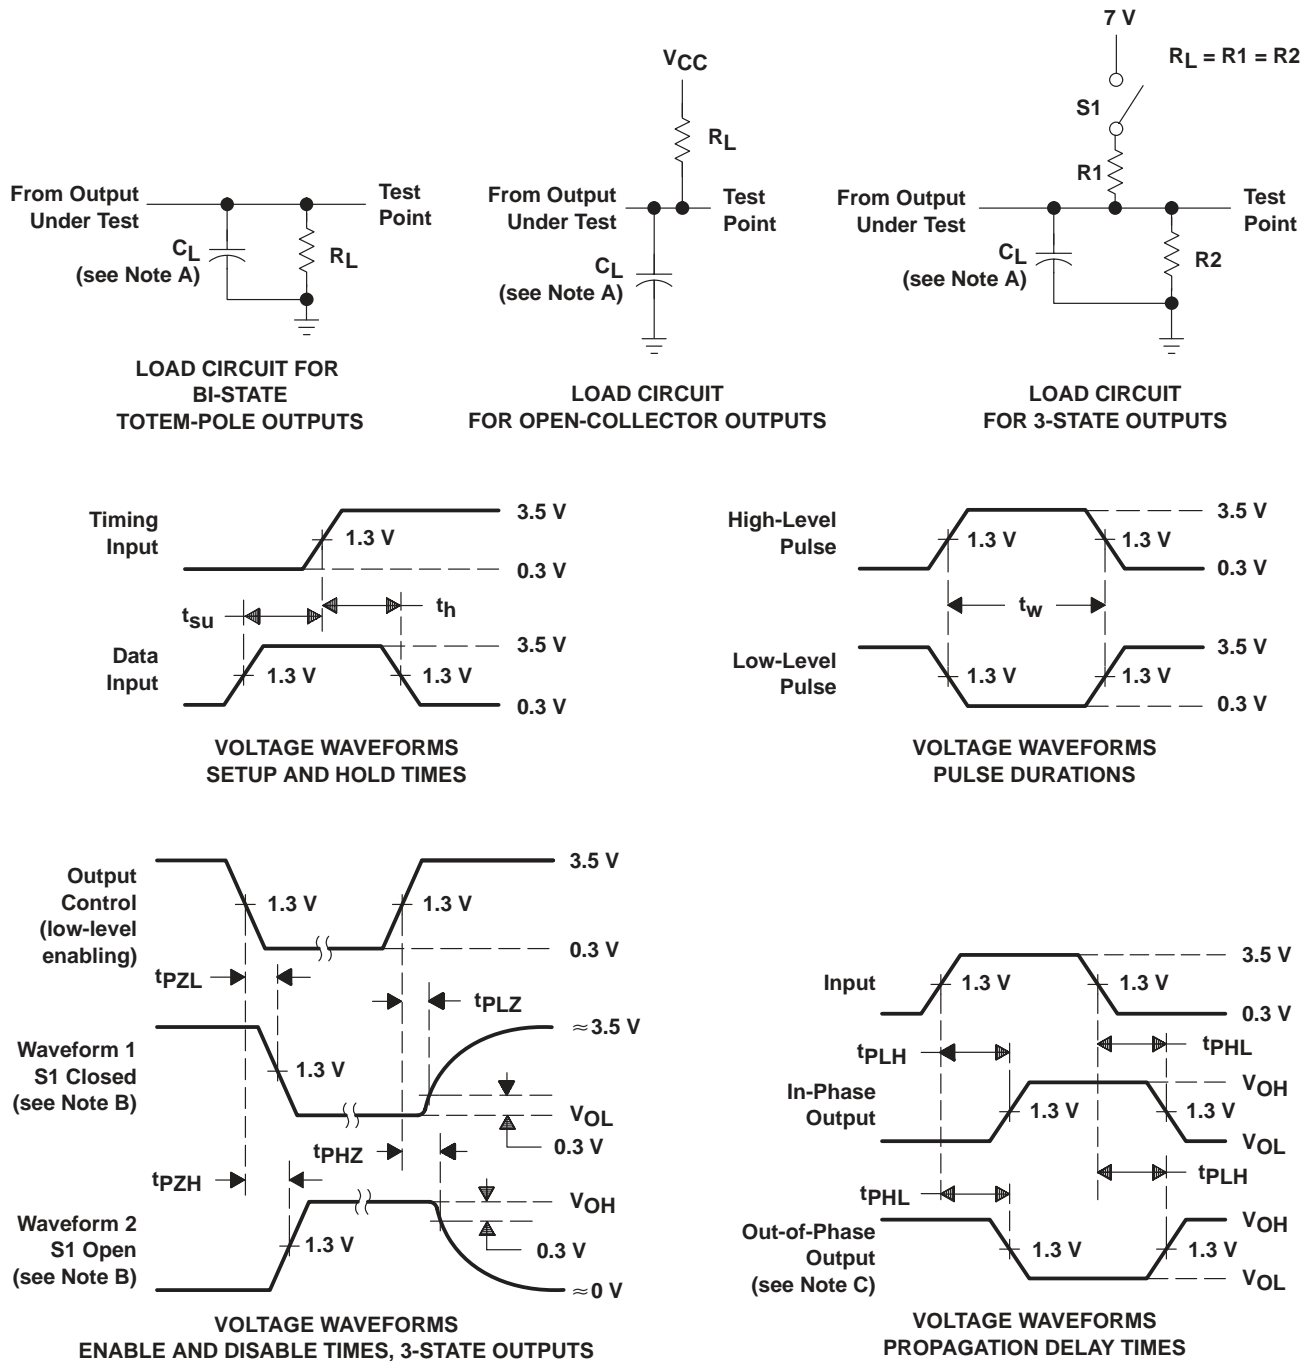 From Output
Under Test
Test
Point
CL
(see Note A)
RL
LOAD CIRCUIT FOR
BI-STATE
TOTEM-POLE OUTPUTS
VCC
RL
From Output
Under Test
Test
Point
CL
(see Note A)
LOAD CIRCUIT
FOR OPEN-COLLECTOR OUTPUTS
7 V
RL = R1 = R2
S1
R1
From Output
Under Test
Test
Point
CL
(see Note A)
R2
LOAD CIRCUIT
FOR 3-STATE OUTPUTS
Timing
Input
3.5 V
1.3 V
0.3 V
tsu
th
Data
Input
3.5 V
1.3 V
1.3 V
0.3 V
VOLTAGE WAVEFORMS
SETUP AND HOLD TIMES
High-Level
Pulse
3.5 V
1.3 V
1.3 V
0.3 V
tw
Low-Level
Pulse
3.5 V
1.3 V
1.3 V
0.3 V
VOLTAGE WAVEFORMS
PULSE DURATIONS
Output
Control
(low-level
enabling)
3.5 V
1.3 V
1.3 V
0.3 V
tPZL
tPLZ
Waveform 1
S1 Closed
(see Note B)
≈3.5 V
1.3 V
VOL
0.3 V
tPHZ
tPZH
Waveform 2
S1 Open
(see Note B)
VOH
1.3 V
0.3 V
≈0 V
VOLTAGE WAVEFORMS
ENABLE AND DISABLE TIMES, 3-STATE OUTPUTS
Input
3.5 V
1.3 V
1.3 V
0.3 V
tPLH
tPHL
In-Phase
Output
VOH
1.3 V
1.3 V
VOL
tPHL
tPLH
Out-of-Phase
Output
(see Note C)
VOH
1.3 V
1.3 V
VOL
VOLTAGE WAVEFORMS
PROPAGATION DELAY TIMES